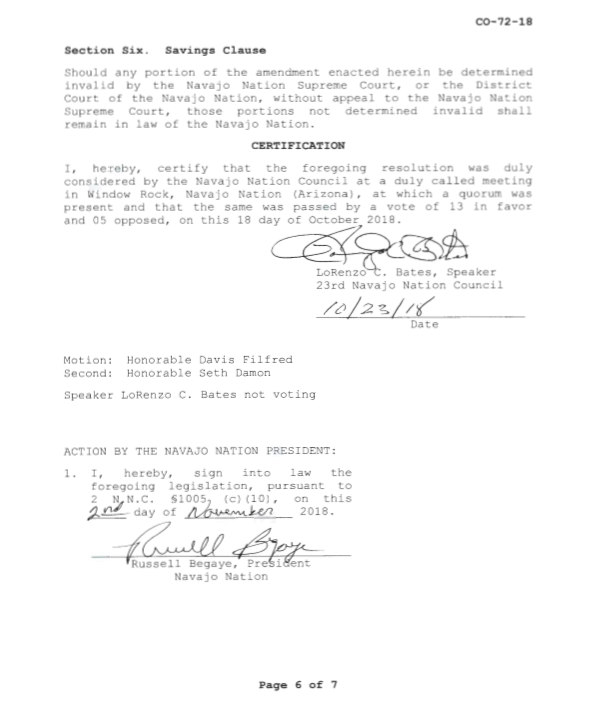 CO-72-18
Section Six. Savings Clause
Should any portion of the amendment enacted herein be determined
invalid by the Navajo Nation Supreme Court, or the District
Court of the Navajo Nation, without appeal to the Navajo Nation
Supreme Court, those portions not determined invalid shall
remain in law of the Navajo Nation.
CERTIFICATION
I, hereby, certify that the foregoing resolution was duly
considered by the Navajo Nation Council at a duly called meeting
in Window Rock, Navajo Nation (Arizona), at which a quorum was
present and that the same was passed by a vote of 13 in favor
and 05 opposed, on this 18 day of October 2018.
LoRenzo C. Bates, Speaker
23rd Navajo Nation Council
10/23/18
Date
Motion: Honorable Davis Filfred
Second: Honorable Seth Damon
Speaker LoRenzo C. Bates not voting
ACTION BY THE NAVAJO NATION PRESIDENT:
1. I, hereby, sign into law the
foregoing legislation, pursuant to
2 N.N.C. §1005, (c)(10), on this
2nd day of November 2018.
Russell Begaye
Russell Begaye, President
Navajo Nation
Page 6 of 7